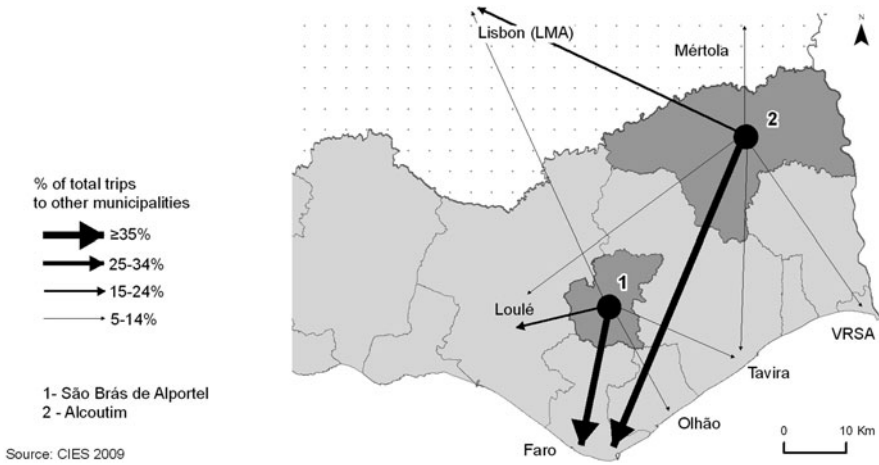 Lisbon (LMA)
N
Mértola
2
% of total trips
to other municipalities
≥35%
25-34%
15-24%
5-14%
1
Loulé
VRSA
Tavira
1- São Brás de Alportel
2 - Alcoutim
Olhão
Faro
0 10 Km
Source: CIES 2009